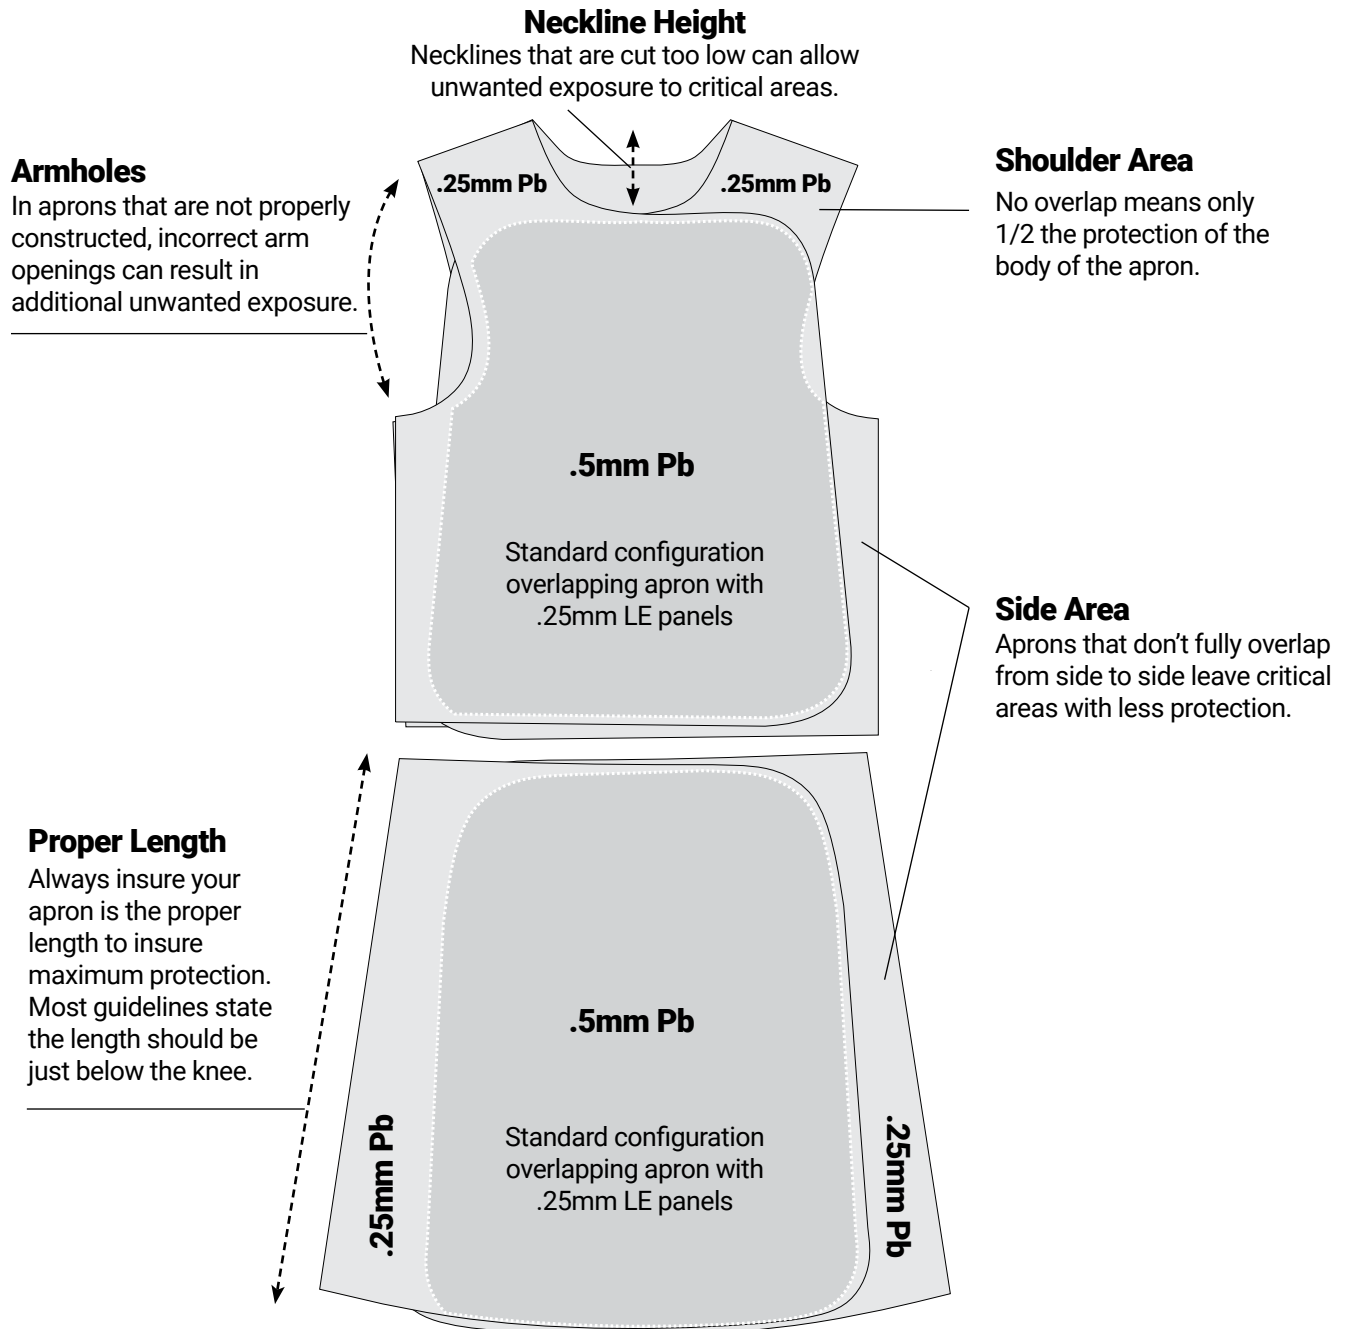 Neckline Height
Necklines that are cut too low can allow
unwanted exposure to critical areas.
Armholes
In aprons that are not properly
constructed, incorrect arm
openings can result in
additional unwanted exposure.
.25mm Pb
.25mm Pb
Shoulder Area
No overlap means only
1/2 the protection of the
body of the apron.
.5mm Pb
Standard configuration
overlapping apron with
.25mm LE panels
Side Area
Aprons that don’t fully overlap
from side to side leave critical
areas with less protection.
Proper Length
Always insure your
apron is the proper
length to insure
maximum protection.
Most guidelines state
the length should be
just below the knee.
.5mm Pb
Standard configuration
overlapping apron with
.25mm LE panels
.25mm Pb
.25mm Pb